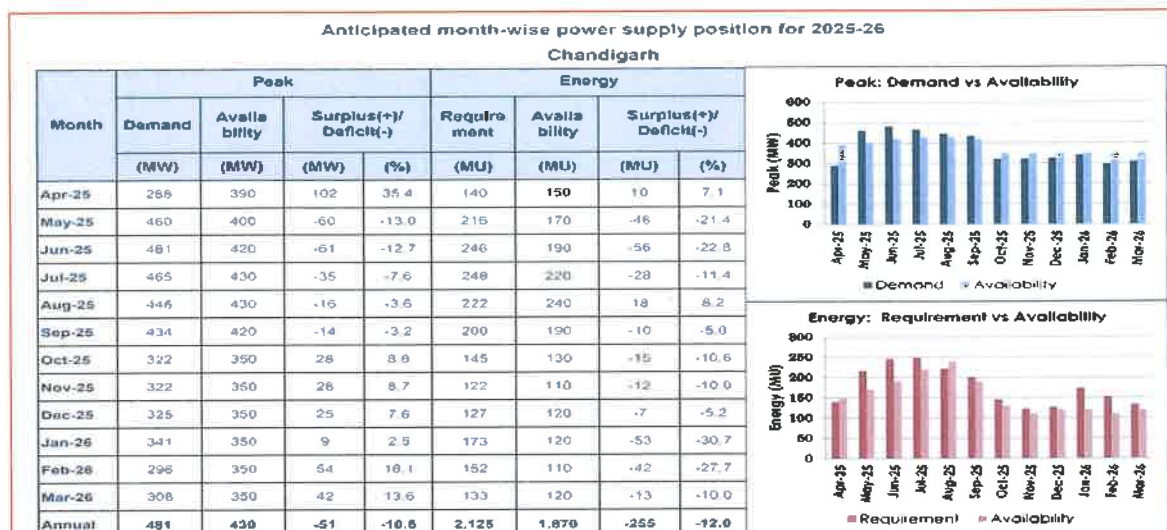 Anticipated month-wise power supply position for 2025-26
Chandigarh
Month Peak Energy
Demand Availa bility Surplus(+)/ Deficit(-) Require ment Availa bility Surplus(+)/ Deficit(-)
(MW) (MW) (MW) (%) (MU) (MU) (MU) (%)
Apr-25 288 390 102 35.4 140 150 10 7.1
May-25 460 400 -60 -13.0 216 170 -46 -21.4
Jun-25 481 420 -61 -12.7 246 190 -56 -22.8
Jul-25 465 430 -35 -7.6 248 220 -28 -11.4
Aug-25 446 430 -16 -3.6 222 240 18 8.2
Sep-25 434 420 -14 -3.2 200 190 -10 -5.0
Oct-25 322 350 28 8.8 145 130 -15 -10.6
Nov-25 322 350 28 8.7 122 110 -12 -10.0
Dec-25 325 350 25 7.6 127 120 -7 -5.2
Jan-26 341 350 9 2.5 173 120 -53 -30.7
Feb-26 296 350 54 18.1 152 110 -42 -27.7
Mar-26 308 350 42 13.6 133 120 -13 -10.0
Annual 481 430 -51 -10.6 2,125 1,870 -255 -12.0
Peak: Demand vs Availability
Peak (MW)
600
500
400
300
200
100
0
Apr-25 May-25 Jun-25 Jul-25 Aug-25 Sep-25 Oct-25 Nov-25 Dec-25 Jan-26 Feb-26 Mar-26
Demand Availability
Energy: Requirement vs Availability
Energy (MU)
300
250
200
150
100
50
0
Apr-25 May-25 Jun-25 Jul-25 Aug-25 Sep-25 Oct-25 Nov-25 Dec-25 Jan-26 Feb-26 Mar-26
Requirement Availability